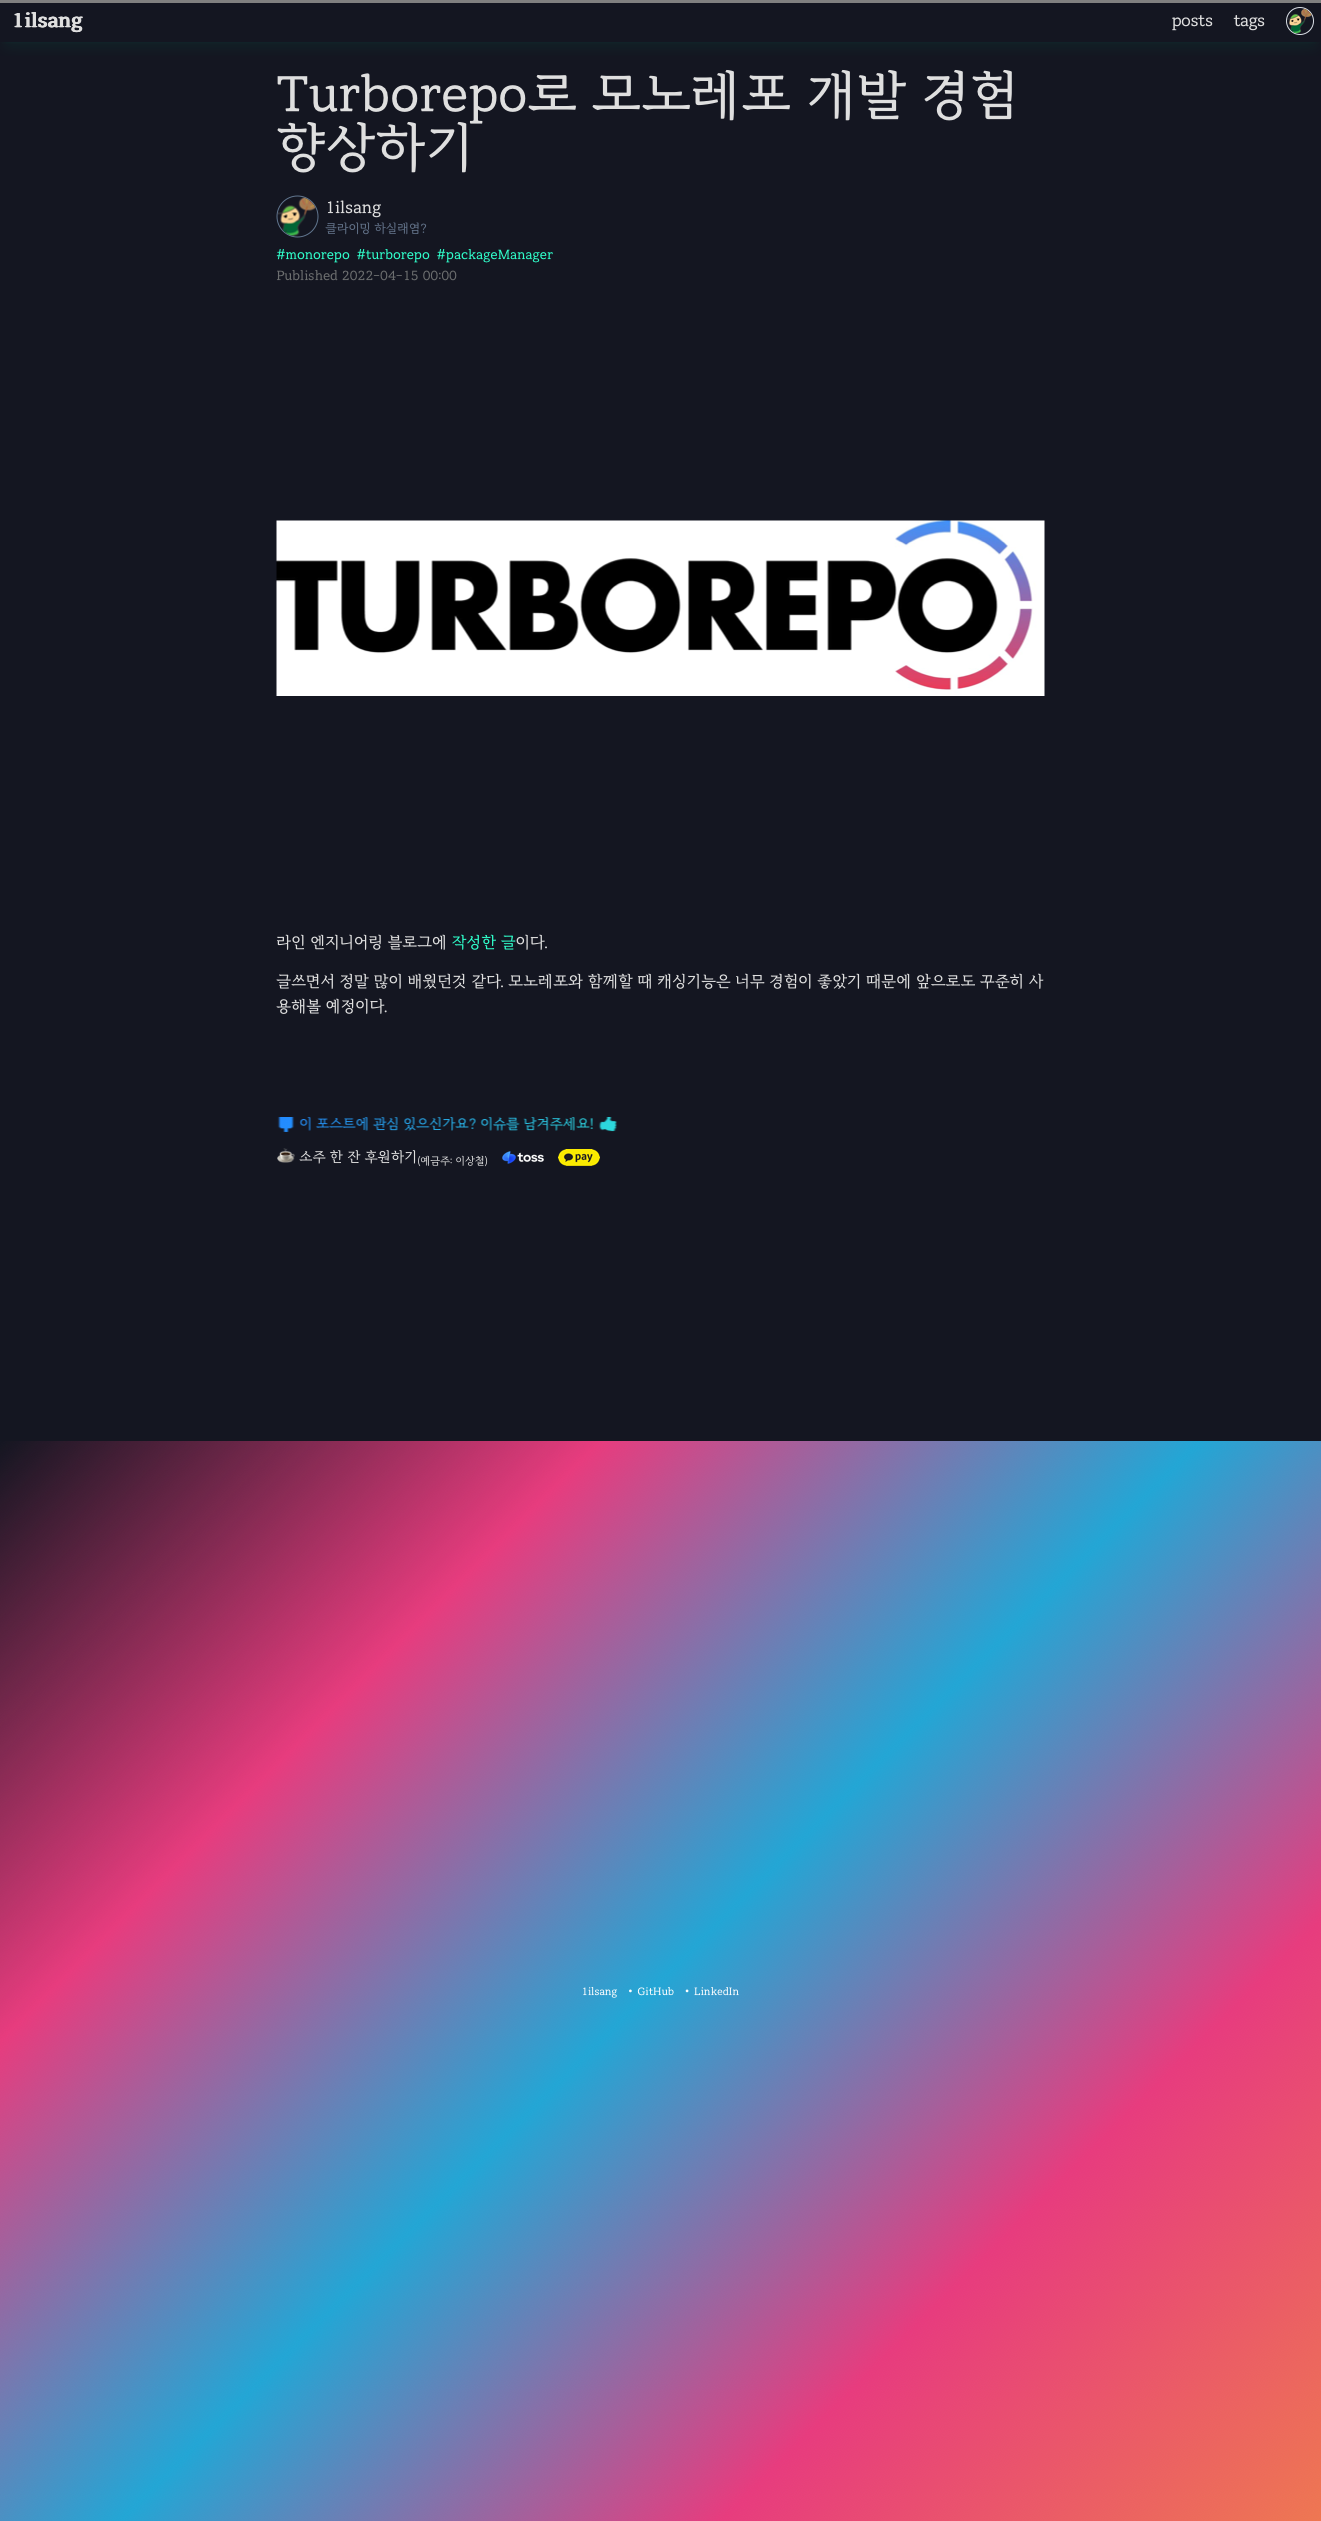 1ilsang
posts
tags
Turborepo로 모노레포 개발 경험
향상하기
1ilsang
클라이밍 하실래염?
#monorepo #turborepo #packageManager
Published 2022-04-15 00:00
TURBOREPO
라인 엔지니어링 블로그에 작성한 글이다.
글쓰면서 정말 많이 배웠던것 같다. 모노레포와 함께할 때 캐싱기능은 너무 경험이 좋았기 때문에 앞으로도 꾸준히 사
용해볼 예정이다.
이 포스트에 관심 있으신가요? 이슈를 남겨주세요!
소주 한 잔 후원하기(예금주: 이상철) toss pay
1ilsang • GitHub • LinkedIn